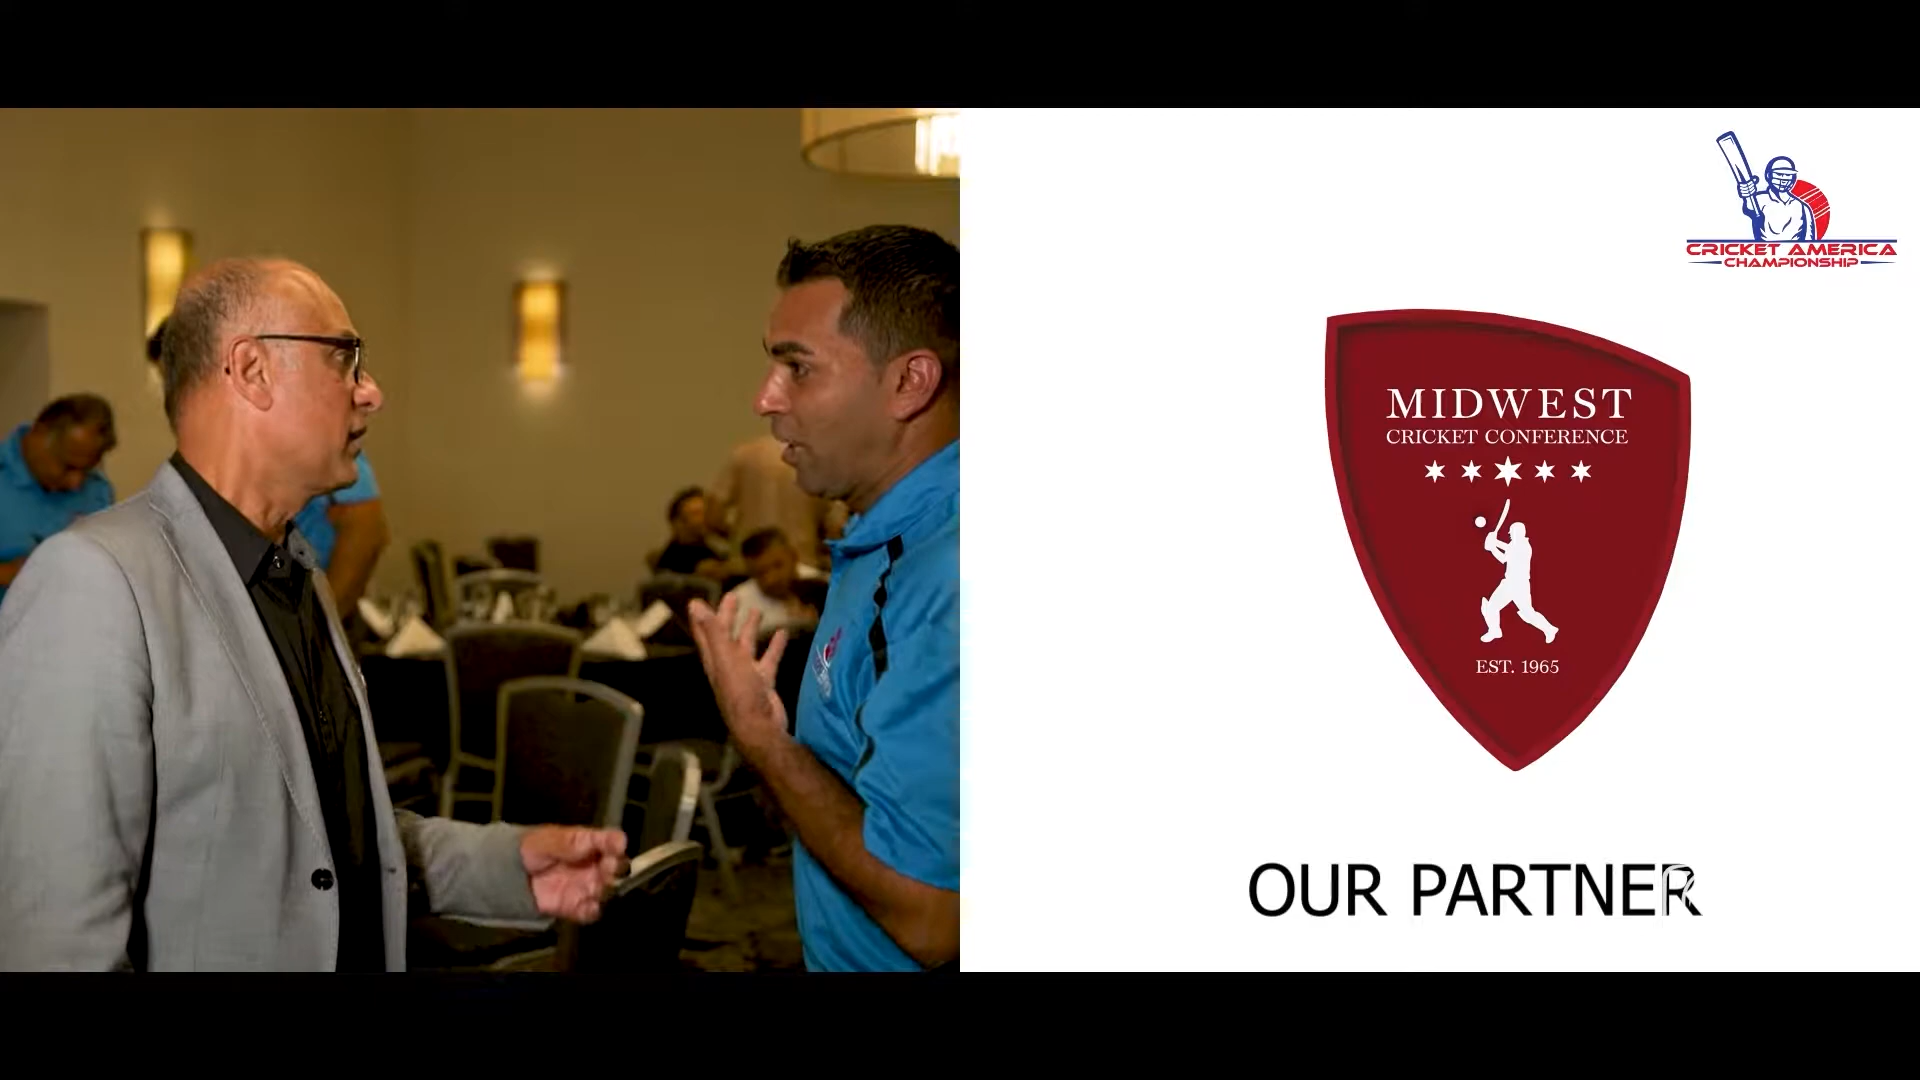 CRICKET AMERICA
CHAMPIONSHIP
MIDWEST
CRICKET CONFERENCE
EST. 1965
OUR PARTNER